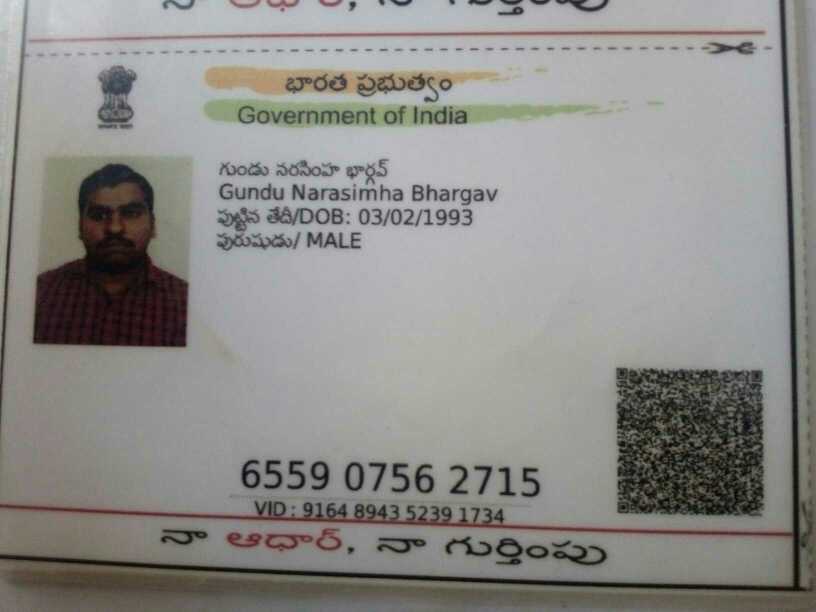 భారత ప్రభుత్వం
Government of India
గుండు నరసింహ భార్గవ్
Gundu Narasimha Bhargav
పుట్టిన తేదీ/DOB: 03/02/1993
పురుషుడు/ MALE
6559 0756 2715
VID : 9164 8943 5239 1734
నా ఆధార్, నా గుర్తింపు